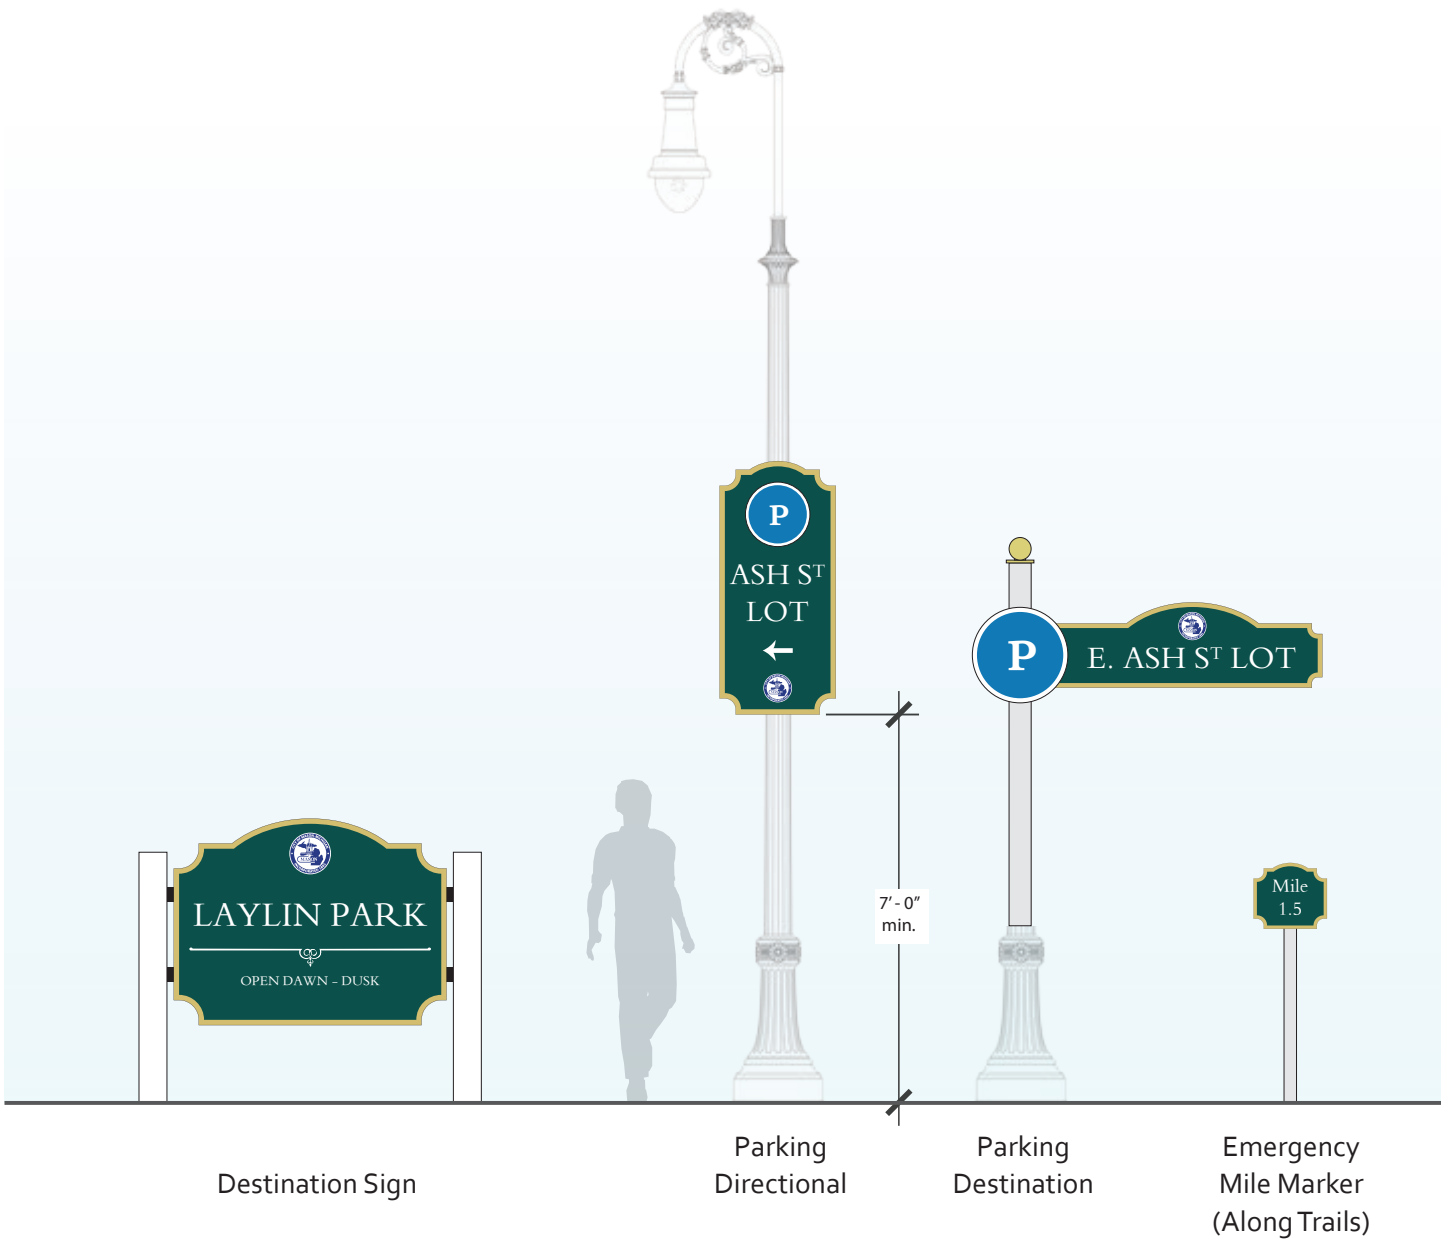 P
ASH ST
LOT
P
E. ASH ST LOT
MASON
LAYLIN PARK
OPEN DAWN - DUSK
7' - 0"
min.
Mile
1.5
Destination Sign
Parking
Directional
Parking
Destination
Emergency
Mile Marker
(Along Trails)